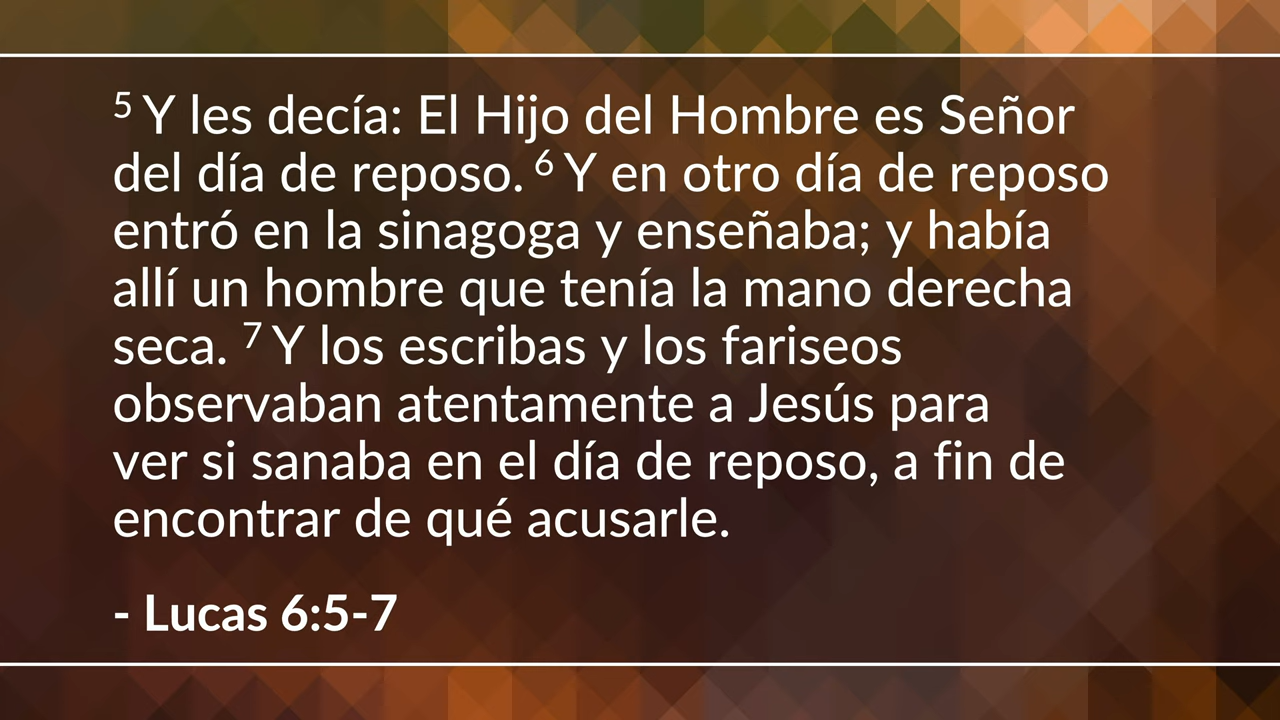 5 Y les decía: El Hijo del Hombre es Señor
del día de reposo. 6 Y en otro día de reposo
entró en la sinagoga y enseñaba; y había
allí un hombre que tenía la mano derecha
seca. 7 Y los escribas y los fariseos
observaban atentamente a Jesús para
ver si sanaba en el día de reposo, a fin de
encontrar de qué acusarle.
- Lucas 6:5-7